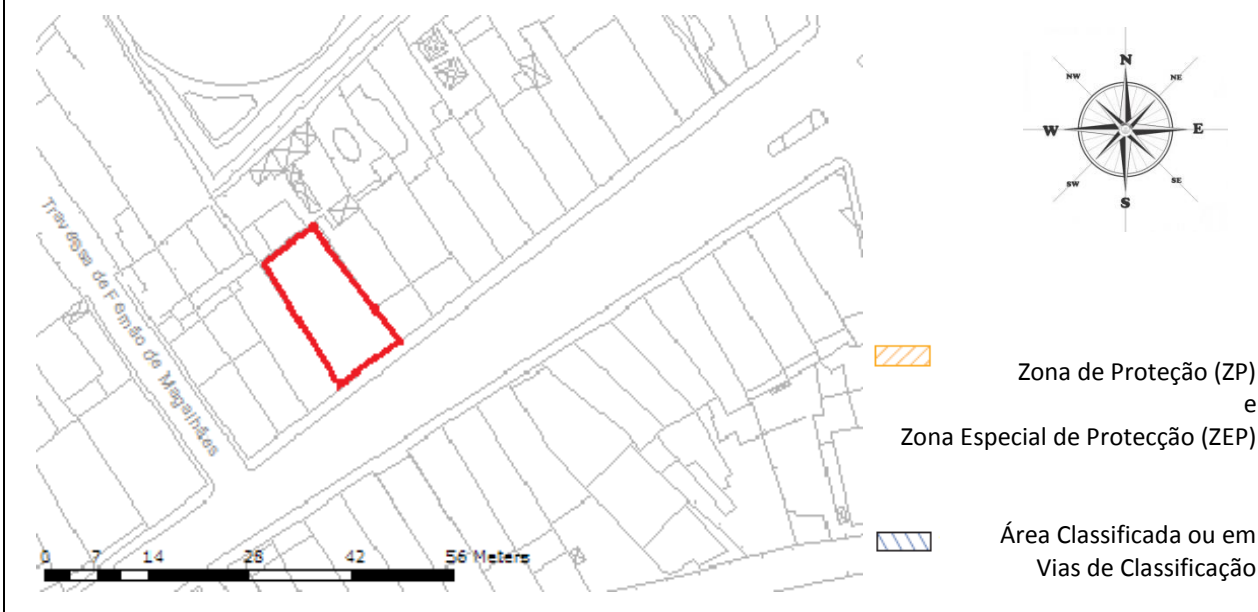 N
NW NE
W E
SW SE
S
Travessa de Fernão de Magalhães
Zona de Proteção (ZP)
e
Zona Especial de Protecção (ZEP)
Área Classificada ou em
Vias de Classificação
0 7 14 28 42 56 Meters